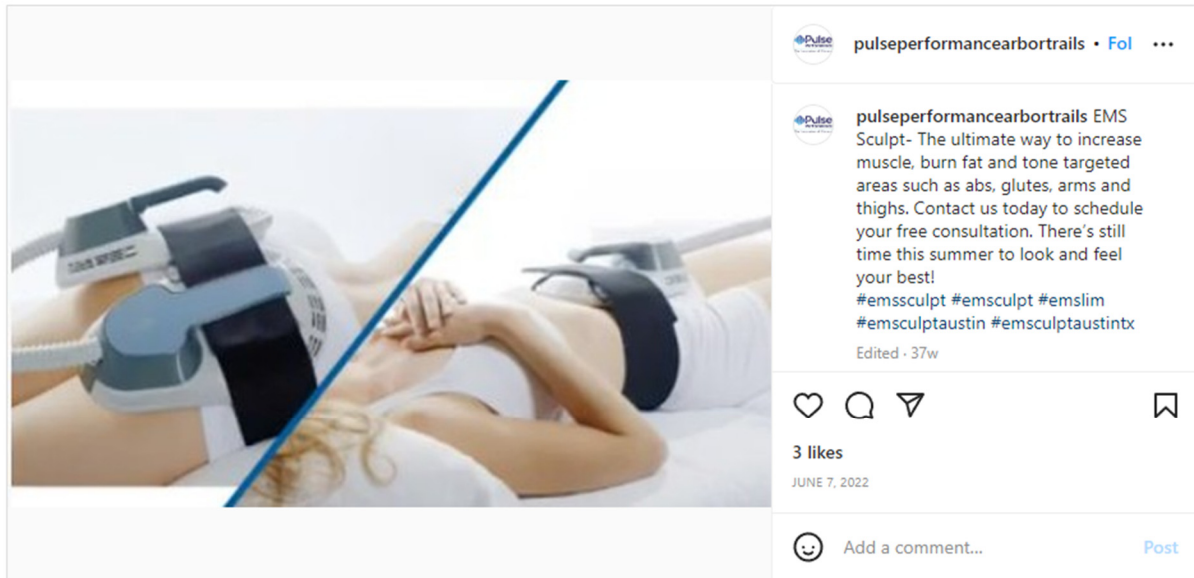 pulseperformancearbortrails • Fol •••
Pulse
pulseperformancearbortrails EMS
Sculpt- The ultimate way to increase
muscle, burn fat and tone targeted
areas such as abs, glutes, arms and
thighs. Contact us today to schedule
your free consultation. There's still
time this summer to look and feel
your best!
#emssculpt #emsculpt #emslim
#emsculptaustin #emsculptaustintx
Edited · 37w
Pulse
3 likes
JUNE 7, 2022
Add a comment...
Post